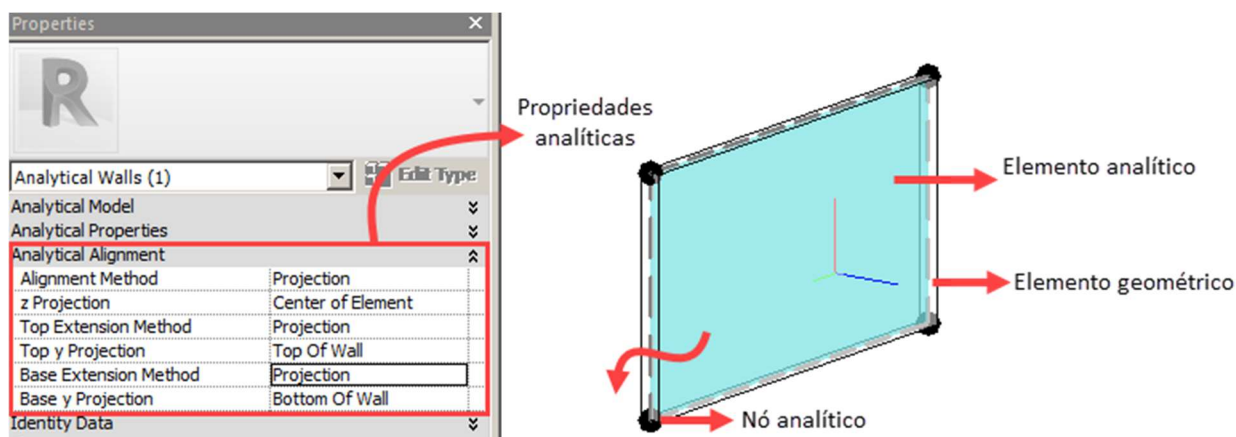 Properties
R
Analytical Walls (1)
Edit Type
Analytical Model
Analytical Properties
Analytical Alignment
Alignment Method Projection
z Projection Center of Element
Top Extension Method Projection
Top y Projection Top Of Wall
Base Extension Method Projection
Base y Projection Bottom Of Wall
Identity Data
Propriedades
analíticas
Elemento analítico
Elemento geométrico
Nó analítico